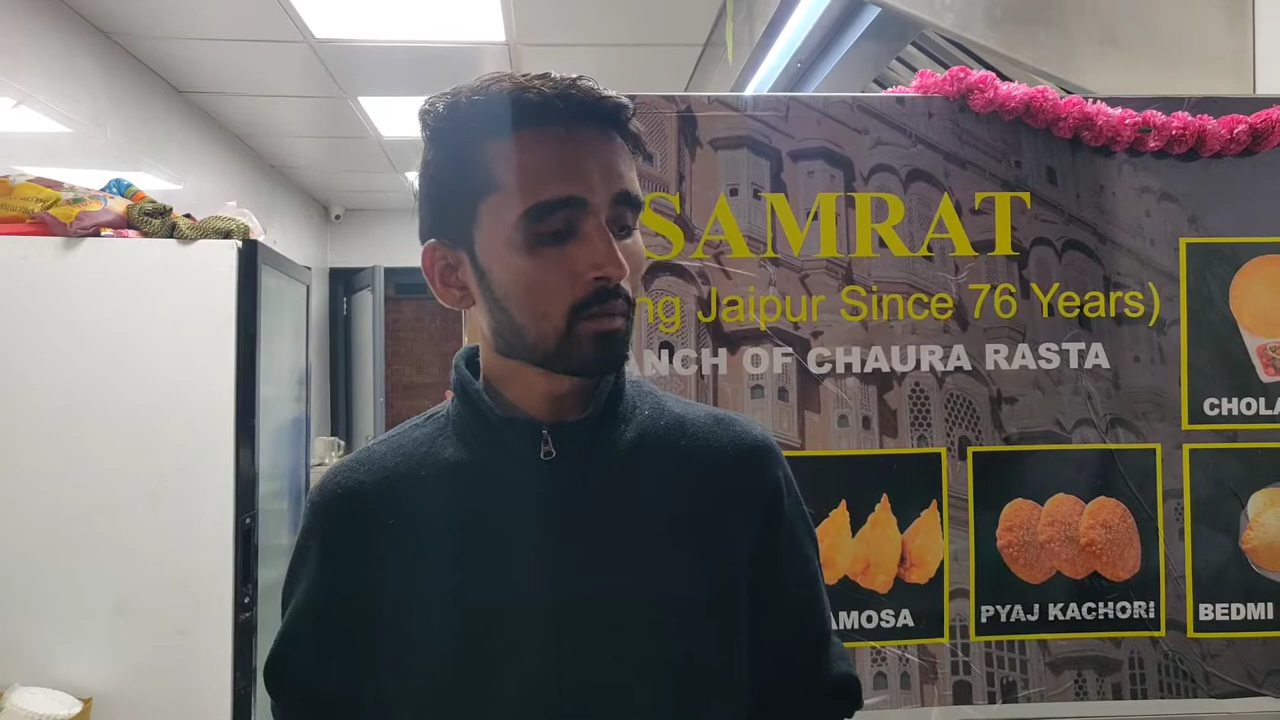 SAMRAT
ng Jaipur Since 76 Years)
ANCH OF CHAURA RASTA
CHOLA
AMOSA
PYAJ KACHORI
BEDMI